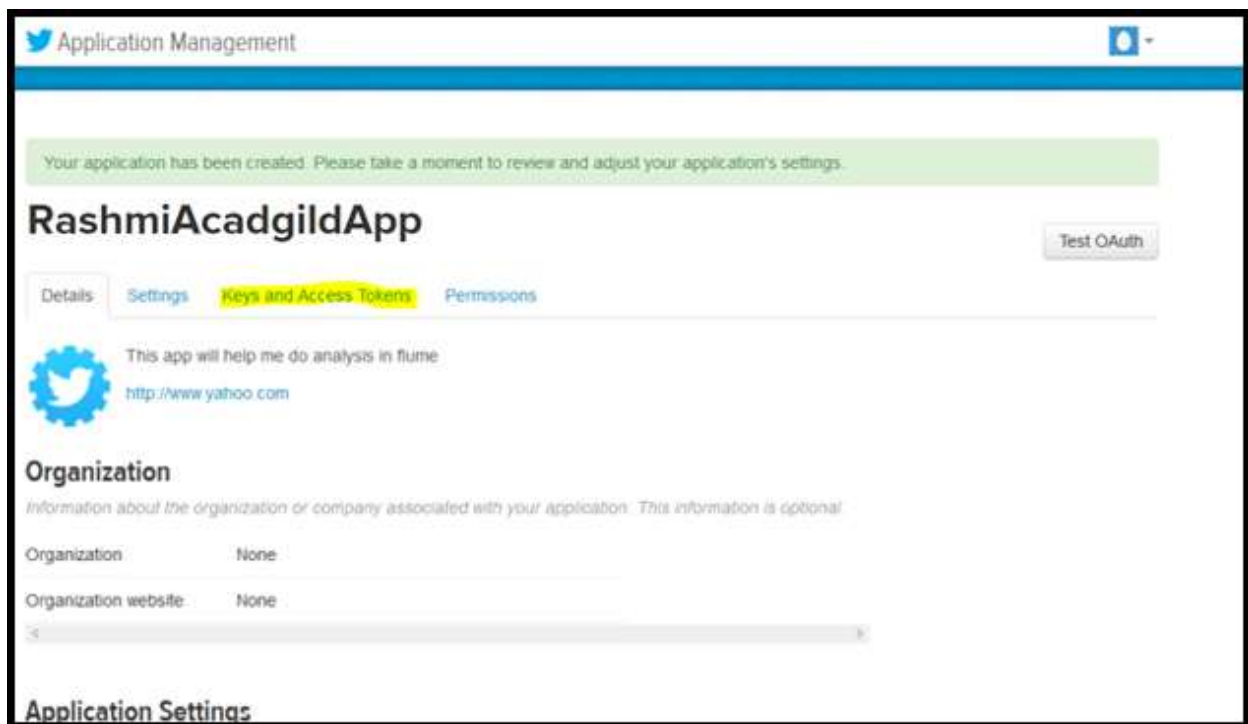 Application Management
Your application has been created. Please take a moment to review and adjust your application's settings.
RashmiAcadgildApp
Test OAuth
Details Settings Keys and Access Tokens Permissions
This app will help me do analysis in flume
http://www.yahoo.com
Organization
Information about the organization or company associated with your application. This information is optional.
Organization None
Organization website None
Application Settings